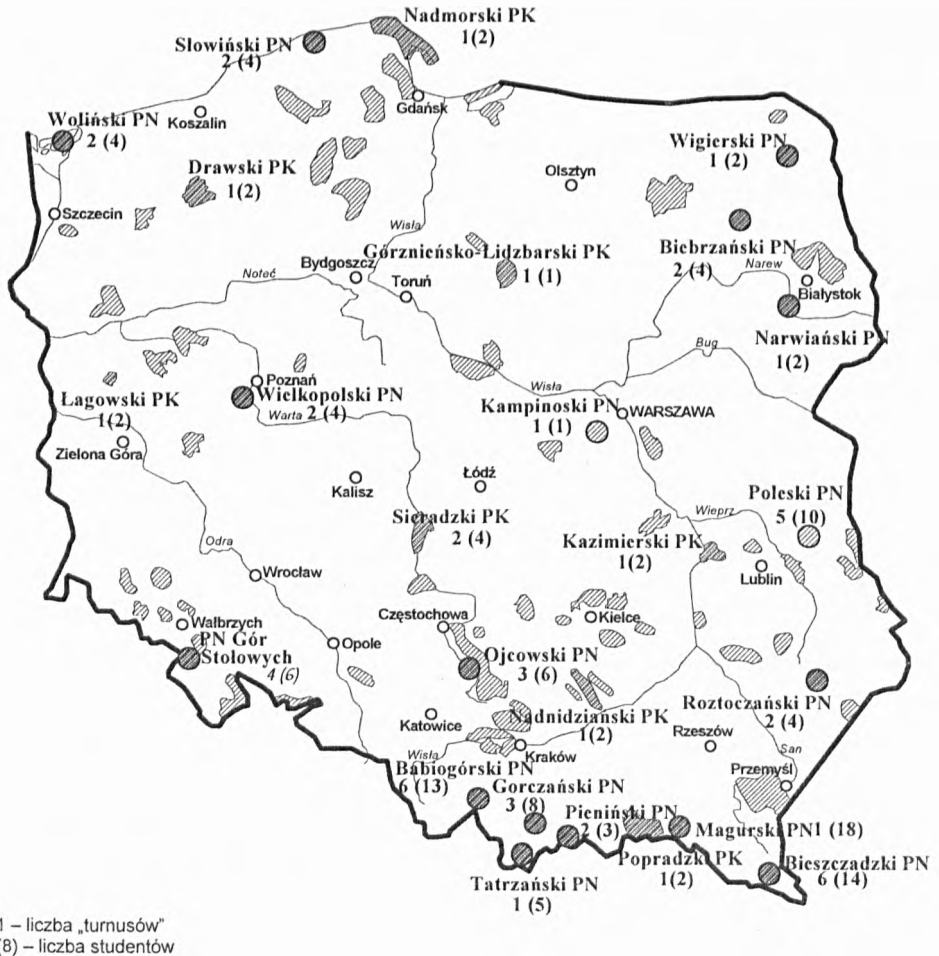 Nadmorski PK
1(2)
Słowiński PN
2 (4)
Gdańsk
Koszalin
Woliński PN
2 (4)
Wigierski PN
1 (2)
Drawski PK
1(2)
Olsztyn
Szczecin
Wisła
Biebrzański PN
2 (4)
Górznieńsko-Lidzbarski PK
1 (1)
Bydgoszcz
Noteć
Toruń
Narew
Białystok
Narwiański PN
1(2)
Bug
Poznań
Wielkopolski PN
2 (4)
Warta
Łagowski PK
1(2)
Wisła
Kampinoski PN
1 (1)
WARSZAWA
Zielona Góra
Kalisz
Łódź
Poleski PN
5 (10)
Wieprz
Sieradzki PK
2 (4)
Kazimierski PK
1(2)
Lublin
Odra
Wrocław
Wałbrzych
Częstochowa
Kielce
PN Gór
Stołowych
4 (6)
Opole
Ojcowski PN
3 (6)
Roztoczański PN
2 (4)
Katowice
Nadnidziański PK
1(2)
Rzeszów
Kraków
Wisła
San
Przemyśl
Babiogórski PN
6 (13)
Gorczański PN
3 (8)
Pieniński PN
2 (3)
Magurski PN1 (18)
Popradzki PK
1(2)
Bieszczadzki PN
6 (14)
Tatrzański PN
1 (5)
1 – liczba „turnusów”
(8) – liczba studentów